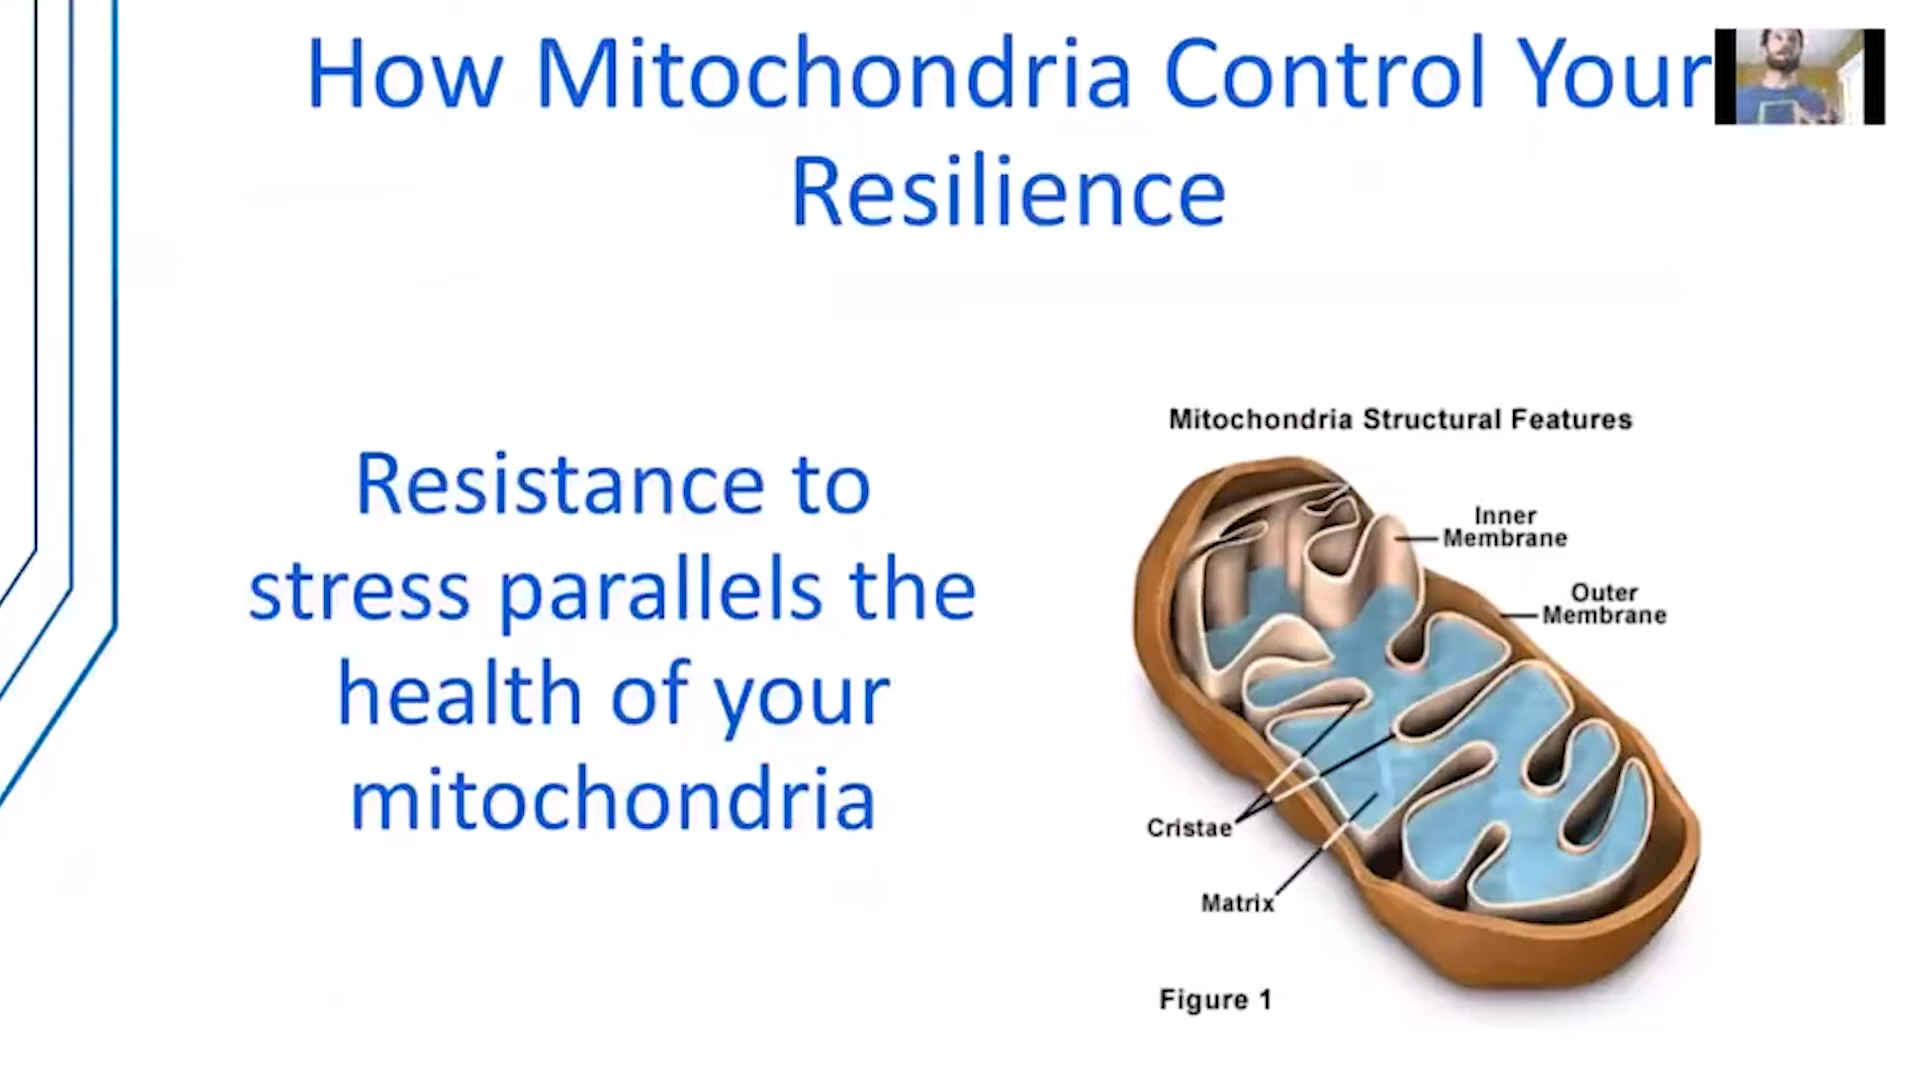 How Mitochondria Control Your
Resilience
Resistance to
stress parallels the
health of your
mitochondria
Mitochondria Structural Features
Inner
Membrane
Outer
Membrane
Cristae
Matrix
Figure 1